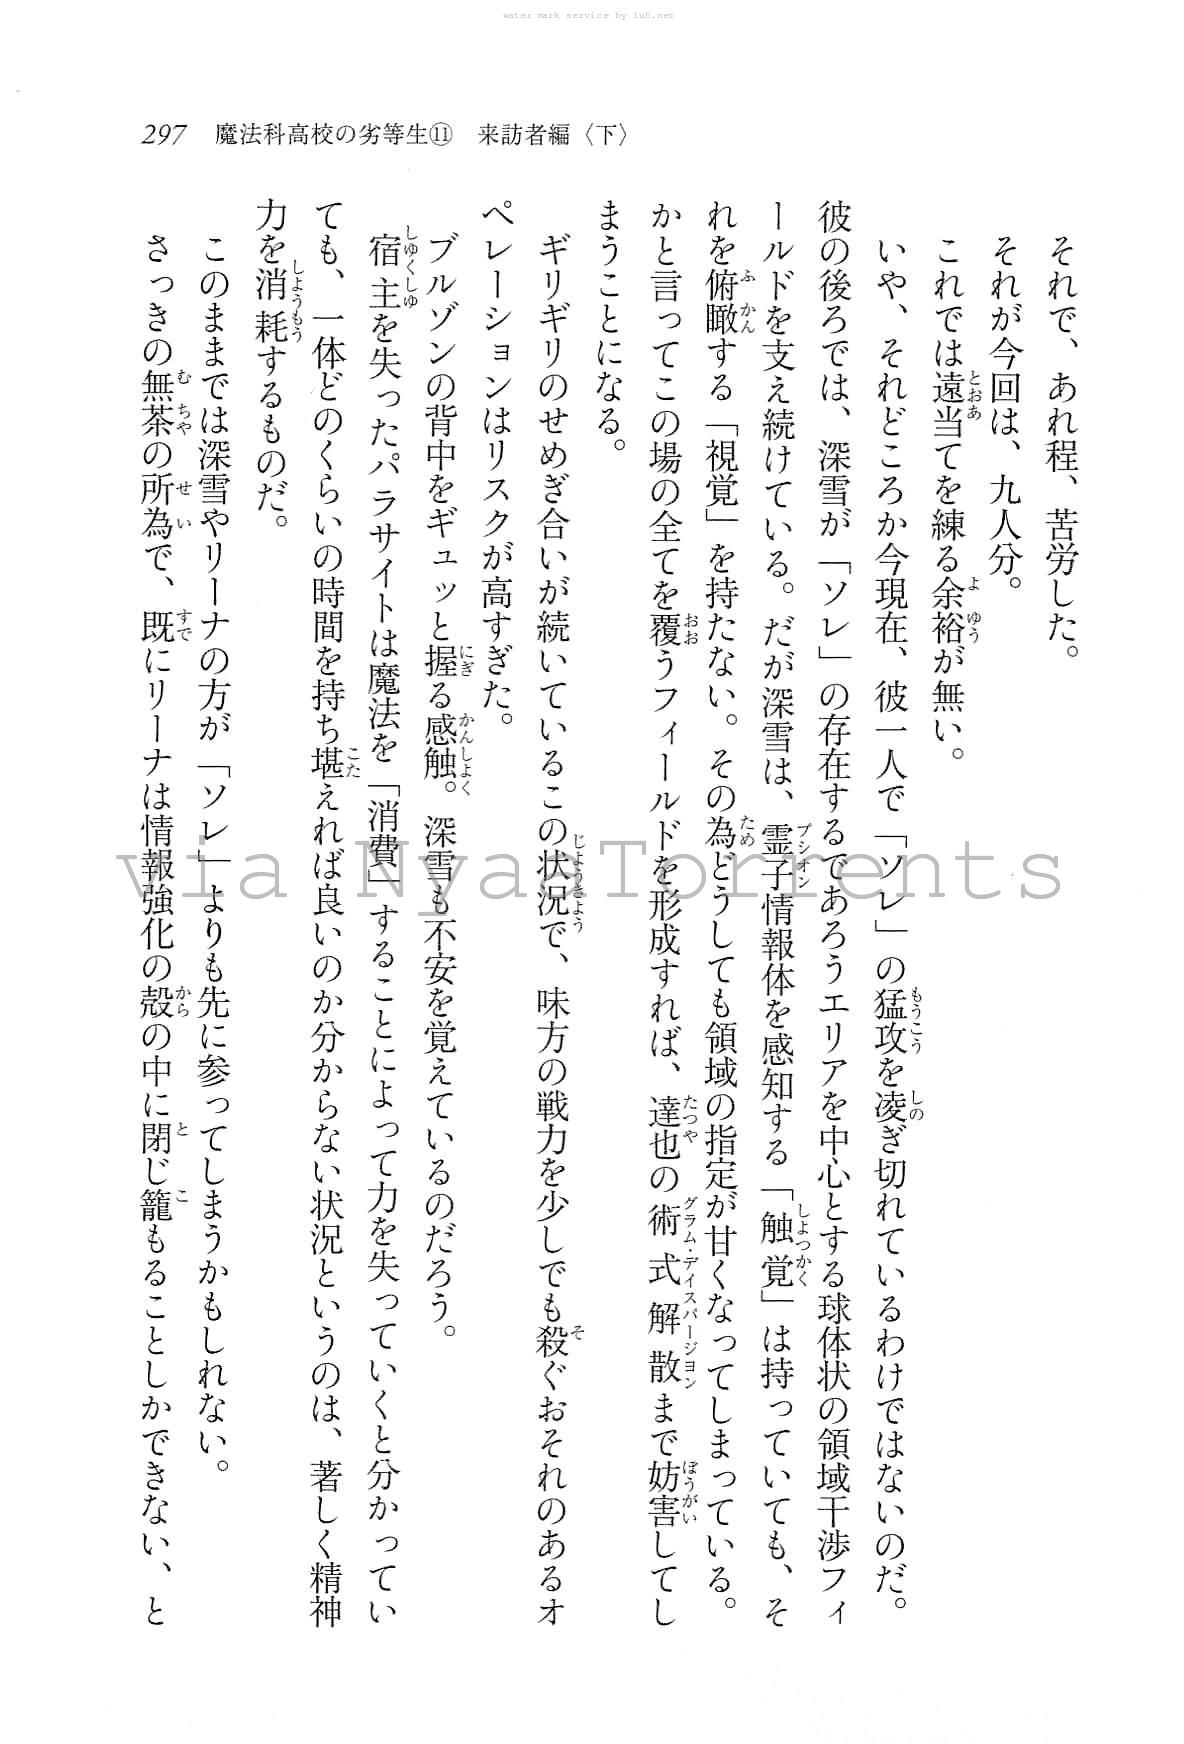 water mark service by lu0.net
297 魔法科高校の劣等生⑪ 来訪者編〈下〉
それで、あれ程、苦労した。
それが今回は、九人分。
これでは遠当てを練る余裕が無い。
いや、それどころか今現在、彼一人で「ソレ」の猛攻を凌ぎ切れているわけではないのだ。
彼の後ろでは、深雪が「ソレ」の存在するであろうエリアを中心とする球体状の領域干渉フィ
ールドを支え続けている。だが深雪は、霊子情報体を感知する「触覚」は持っていても、そ
れを俯瞰する「視覚」を持たない。その為どうしても領域の指定が甘くなってしまっている。
かと言ってこの場の全てを覆うフィールドを形成すれば、達也の術式解散まで妨害してし
まうことになる。
ギリギリのせめぎ合いが続いているこの状況で、味方の戦力を少しでも殺ぐおそれのあるオ
ペレーションはリスクが高すぎた。
ブルゾンの背中をギュッと握る感触。深雪も不安を覚えているのだろう。
宿主を失ったパラサイトは魔法を「消費」することによって力を失っていくと分かってい
ても、一体どのくらいの時間を持ち堪えれば良いのか分からない状況というのは、著しく精神
力を消耗するものだ。
このままでは深雪やリーナの方が「ソレ」よりも先に参ってしまうかもしれない。
さっきの無茶の所為で、既にリーナは情報強化の殻の中に閉じ籠もることしかできない、と
via NyaaTorrents